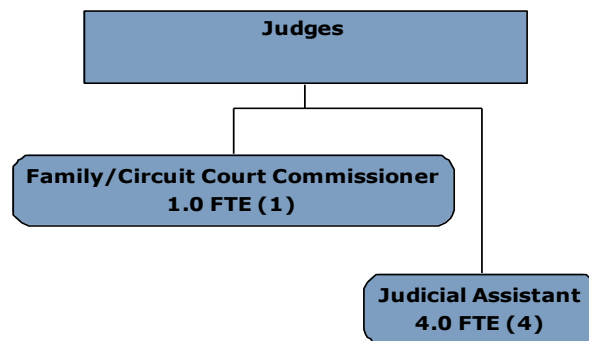 Judges
Family/Circuit Court Commissioner
1.0 FTE (1)
Judicial Assistant
4.0 FTE (4)